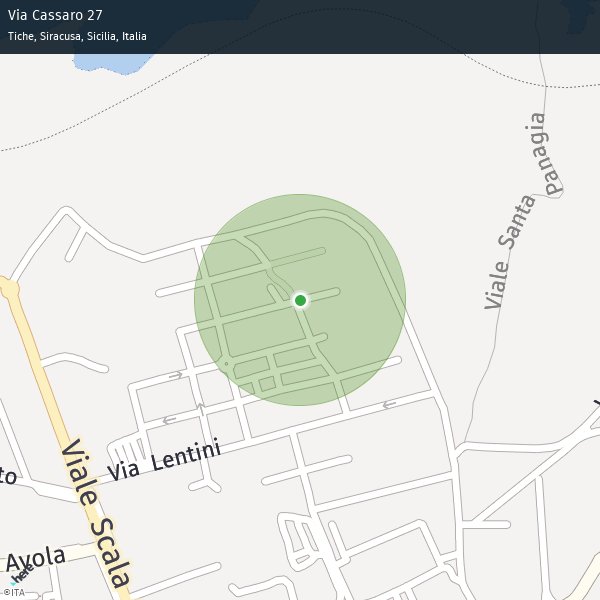 Via Cassaro 27
Tiche, Siracusa, Sicilia, Italia
Viale Santa
Panagia
Via Lentini
Viale Scala
to
Avola
here
©ITA